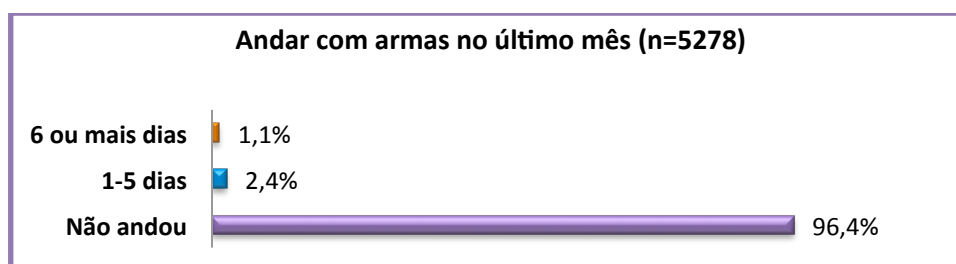 Andar com armas no último mês (n=5278)
6 ou mais dias 1,1%
1-5 dias 2,4%
Não andou 96,4%